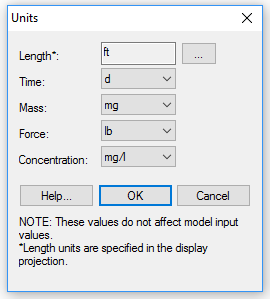 Units
Length*: ft ...
Time: d
Mass: mg
Force: lb
Concentration: mg/l
Help... OK Cancel
NOTE: These values do not affect model input
values.
*Length units are specified in the display
projection.